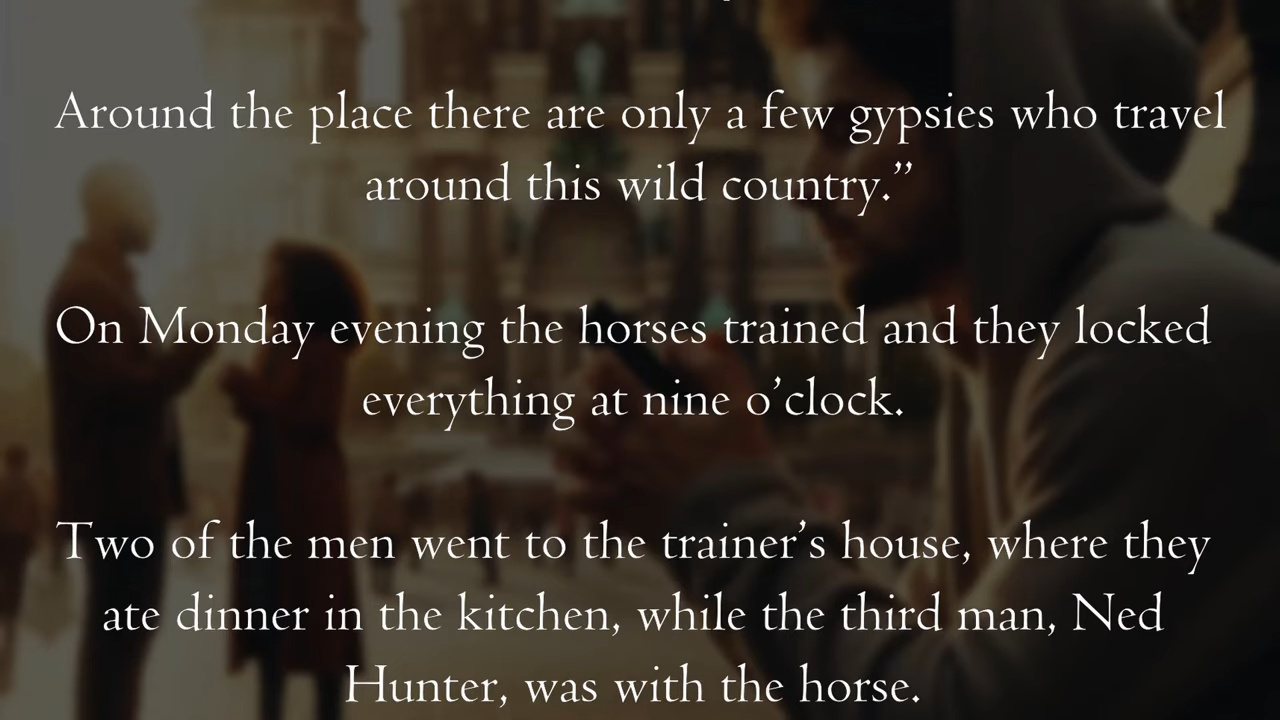 Around the place there are only a few gypsies who travel
around this wild country.”
On Monday evening the horses trained and they locked
everything at nine o’clock.
Two of the men went to the trainer’s house, where they
ate dinner in the kitchen, while the third man, Ned
Hunter, was with the horse.